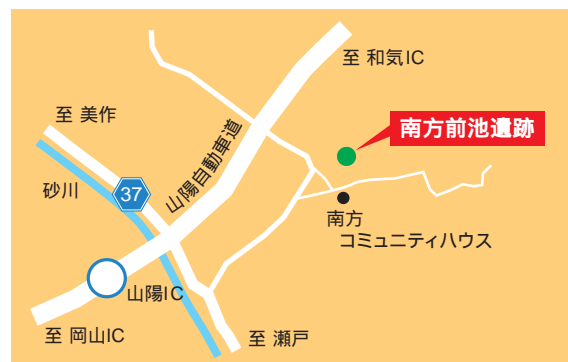 至 和気IC
至 美作
南方前池遺跡
山陽自動車道
砂川
37
南方
コミュニティハウス
山陽IC
至 岡山IC
至 瀬戸